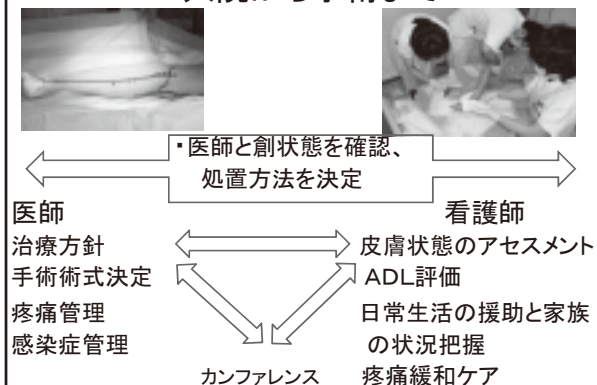 ・医師と創状態を確認、
処置方法を決定
医師
治療方針
手術術式決定
疼痛管理
感染症管理
看護師
皮膚状態のアセスメント
ADL評価
日常生活の援助と家族
の状況把握
疼痛緩和ケア
カンファレンス